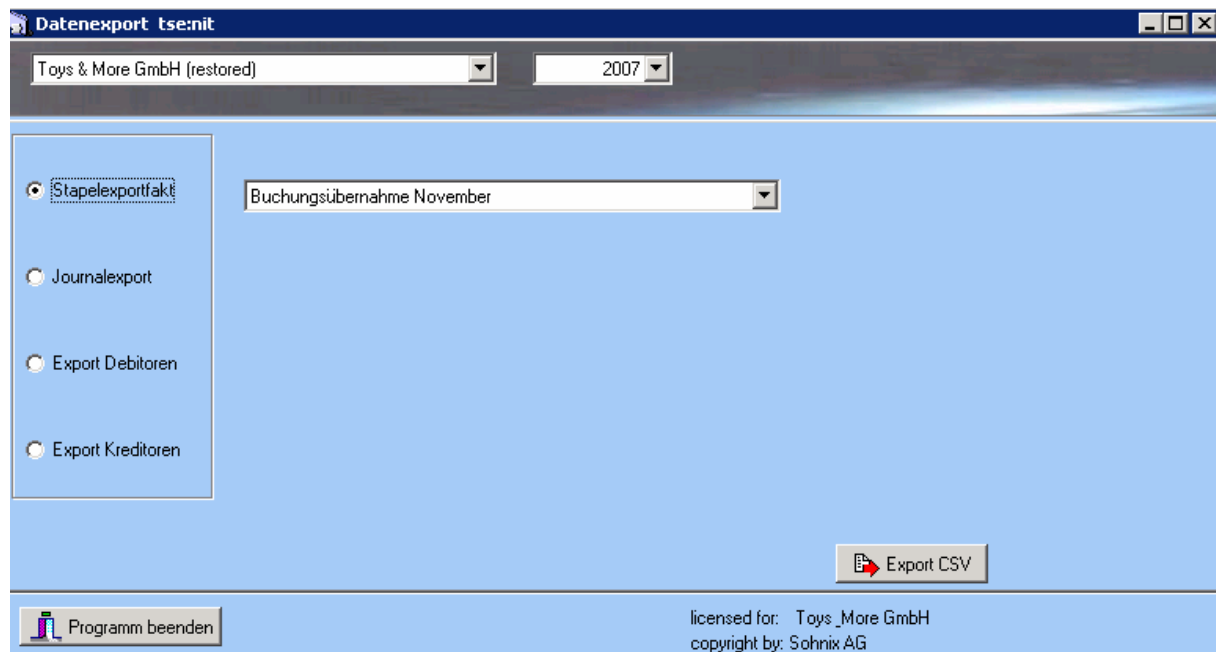 Datenexport tse:nit
Toys & More GmbH (restored)
2007
Stapelexportfakt
Buchungsübernahme November
Journalexport
Export Debitoren
Export Kreditoren
Export CSV
Programm beenden
licensed for: Toys_More GmbH
copyright by: Sohnix AG